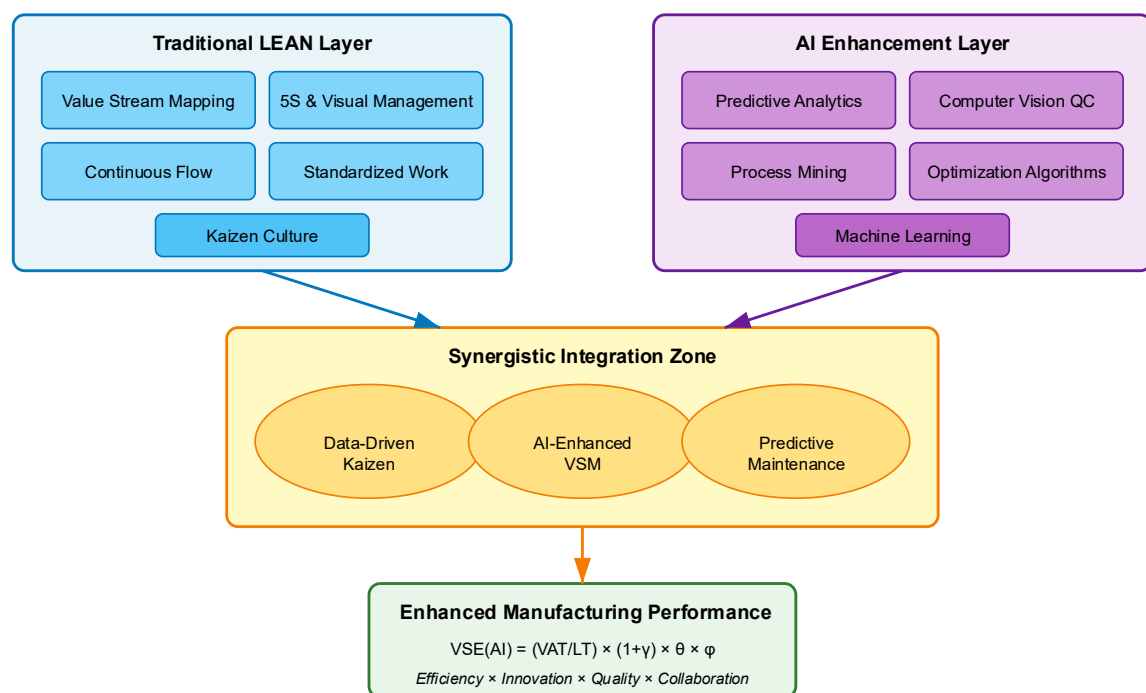 Traditional LEAN Layer
Value Stream Mapping
5S & Visual Management
Continuous Flow
Standardized Work
Kaizen Culture
AI Enhancement Layer
Predictive Analytics
Computer Vision QC
Process Mining
Optimization Algorithms
Machine Learning
Synergistic Integration Zone
Data-Driven
Kaizen
AI-Enhanced
VSM
Predictive
Maintenance
Enhanced Manufacturing Performance
VSE(AI) = (VAT/LT) × (1+γ) × θ × φ
Efficiency × Innovation × Quality × Collaboration